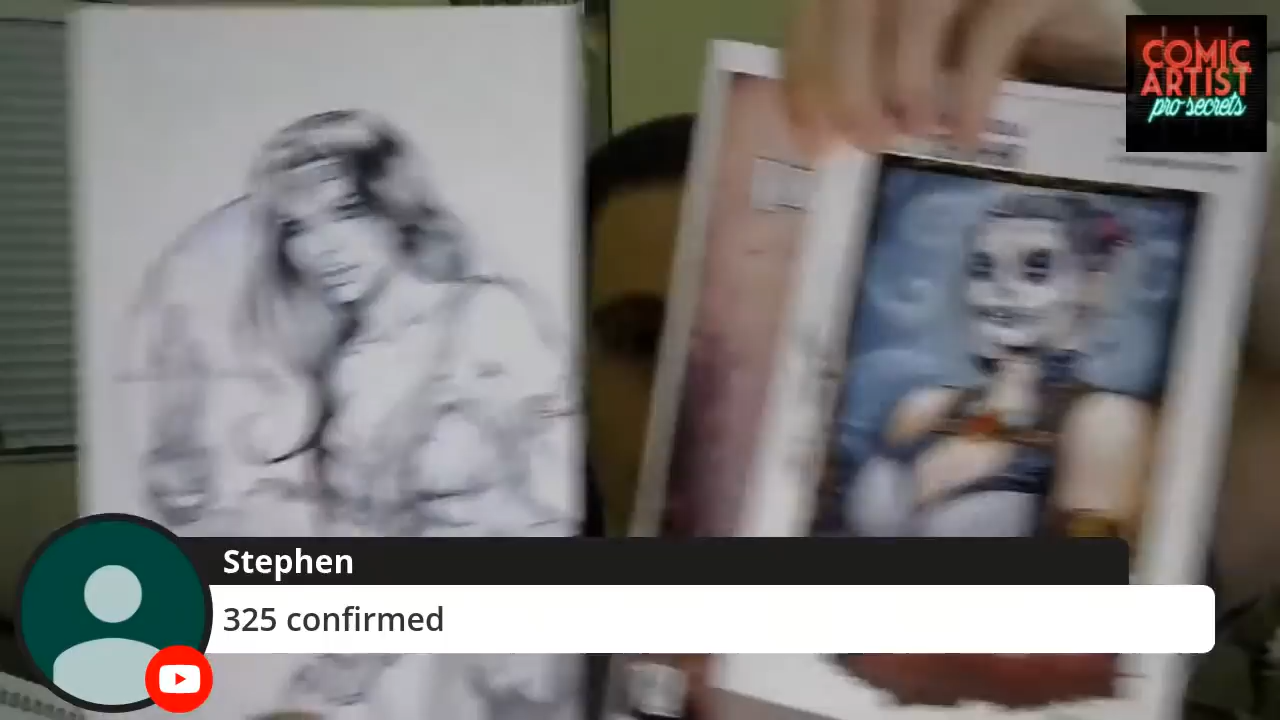 COMIC
ARTIST
pro secrets
Stephen
325 confirmed